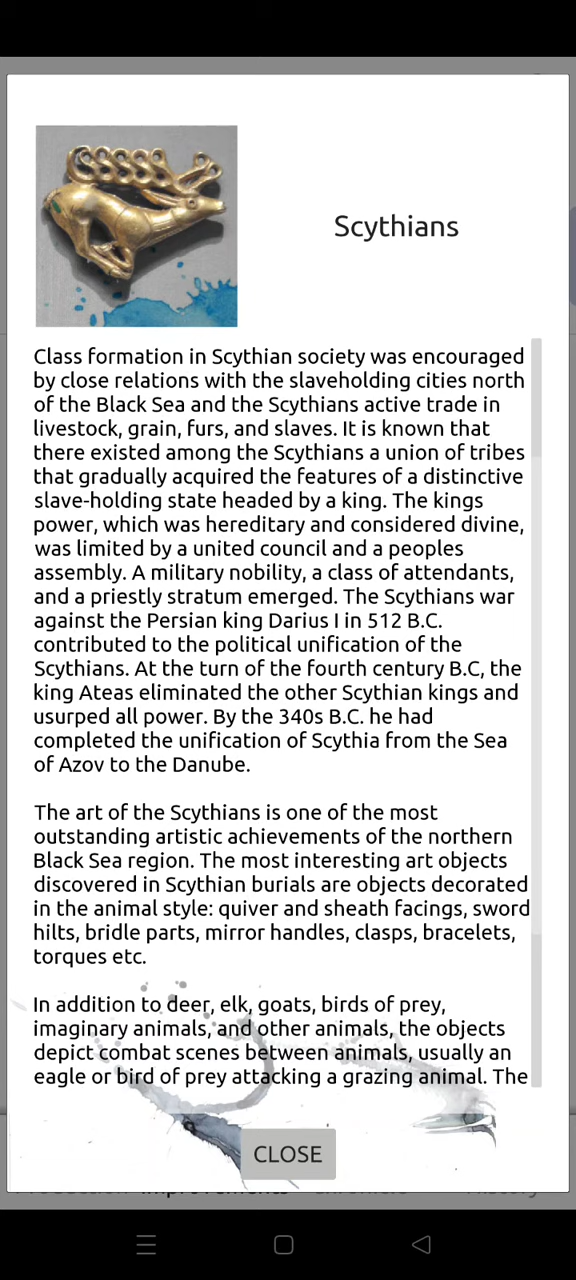 Scythians
Class formation in Scythian society was encouraged
by close relations with the slaveholding cities north
of the Black Sea and the Scythians active trade in
livestock, grain, furs, and slaves. It is known that
there existed among the Scythians a union of tribes
that gradually acquired the features of a distinctive
slave-holding state headed by a king. The kings
power, which was hereditary and considered divine,
was limited by a united council and a peoples
assembly. A military nobility, a class of attendants,
and a priestly stratum emerged. The Scythians war
against the Persian king Darius I in 512 B.C.
contributed to the political unification of the
Scythians. At the turn of the fourth century B.C, the
king Ateas eliminated the other Scythian kings and
usurped all power. By the 340s B.C. he had
completed the unification of Scythia from the Sea
of Azov to the Danube.
The art of the Scythians is one of the most
outstanding artistic achievements of the northern
Black Sea region. The most interesting art objects
discovered in Scythian burials are objects decorated
in the animal style: quiver and sheath facings, sword
hilts, bridle parts, mirror handles, clasps, bracelets,
torques etc.
In addition to deer, elk, goats, birds of prey,
imaginary animals, and other animals, the objects
depict combat scenes between animals, usually an
eagle or bird of prey attacking a grazing animal. The
CLOSE